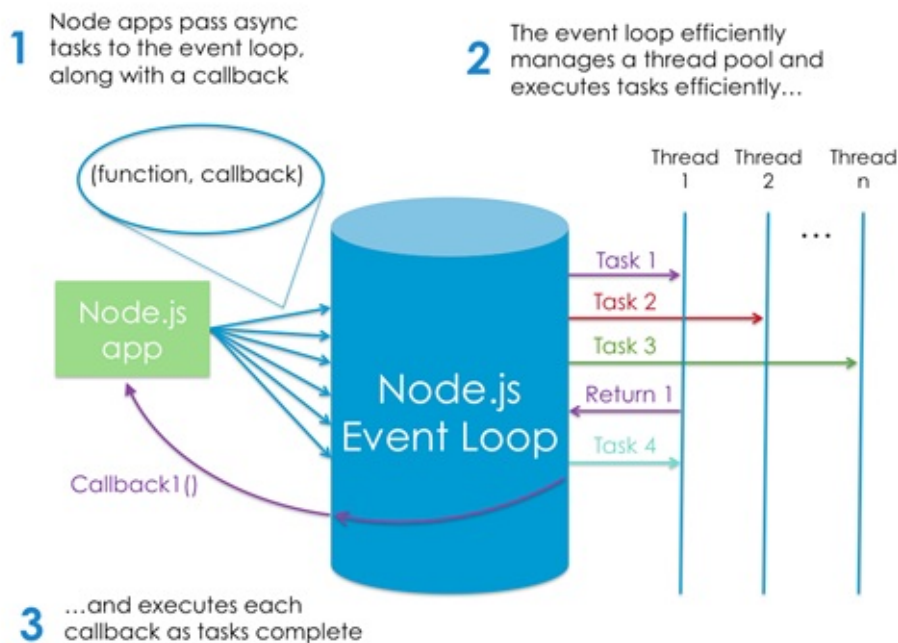 1
Node apps pass async
tasks to the event loop,
along with a callback
2
The event loop efficiently
manages a thread pool and
executes tasks efficiently…
(function, callback)
Thread
1
Thread
2
...
Thread
n
Node.js
app
Node.js
Event Loop
Task 1
Task 2
Task 3
Return 1
Task 4
Callback1()
3
…and executes each
callback as tasks complete